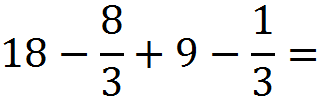 18 − 8/3 + 9 − 1/3 =